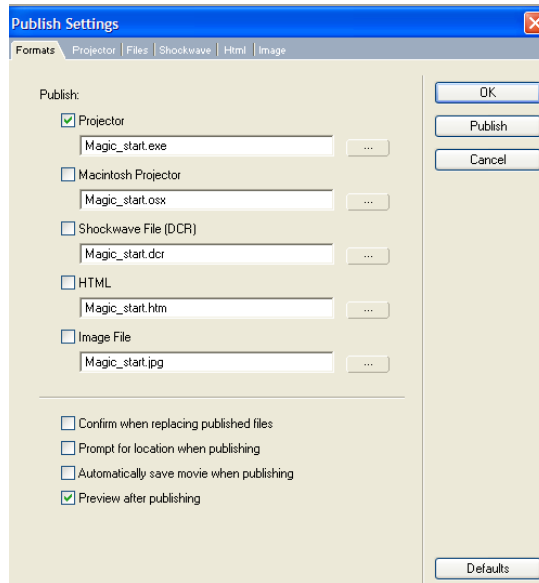 Publish Settings
Formats Projector Files Shockwave Html Image
Publish:
OK
Projector
Publish
Magic_start.exe
...
Cancel
Macintosh Projector
Magic_start.osx
...
Shockwave File (DCR)
Magic_start.dcr
...
HTML
Magic_start.htm
...
Image File
Magic_start.jpg
...
Confirm when replacing published files
Prompt for location when publishing
Automatically save movie when publishing
Preview after publishing
Defaults